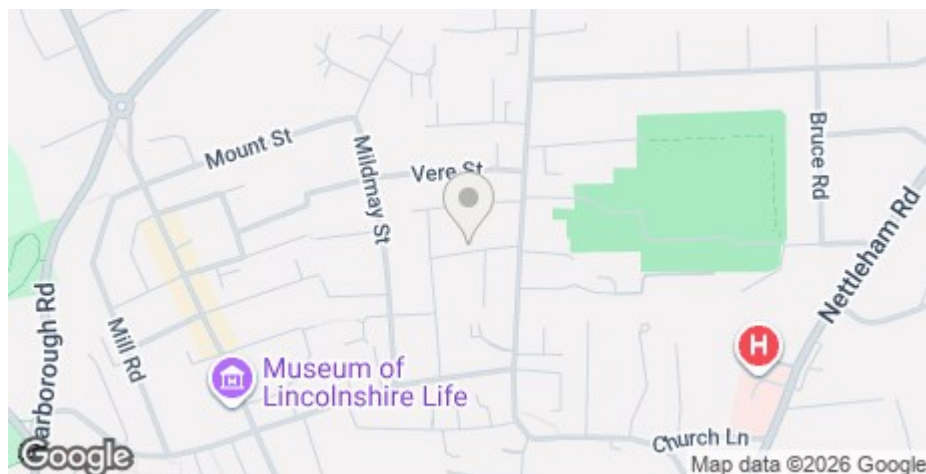 Mount St
Mildmay St
Vere St
Bruce Rd
Nettleham Rd
arborough Rd
Mill Rd
Museum of
Lincolnshire Life
H
Church Ln
Google
Map data ©2026 Google